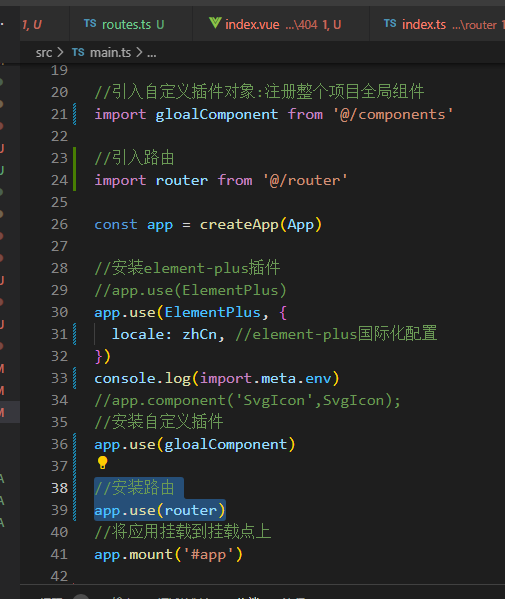 1, U
TS routes.ts U
index.vue ...\404 1, U
TS index.ts ...\router 1
src > TS main.ts > ...
19
20 //引入自定义插件对象:注册整个项目全局组件
21 import gloalComponent from '@/components'
22
23 //引入路由
24 import router from '@/router'
25
26 const app = createApp(App)
27
28 //安装element-plus插件
29 //app.use(ElementPlus)
30 app.use(ElementPlus, {
31 locale: zhCn, //element-plus国际化配置
32 })
33 console.log(import.meta.env)
34 //app.component('SvgIcon',SvgIcon);
35 //安装自定义插件
36 app.use(gloalComponent)
37
38 //安装路由
39 app.use(router)
40 //将应用挂载到挂载点上
41 app.mount('#app')
42